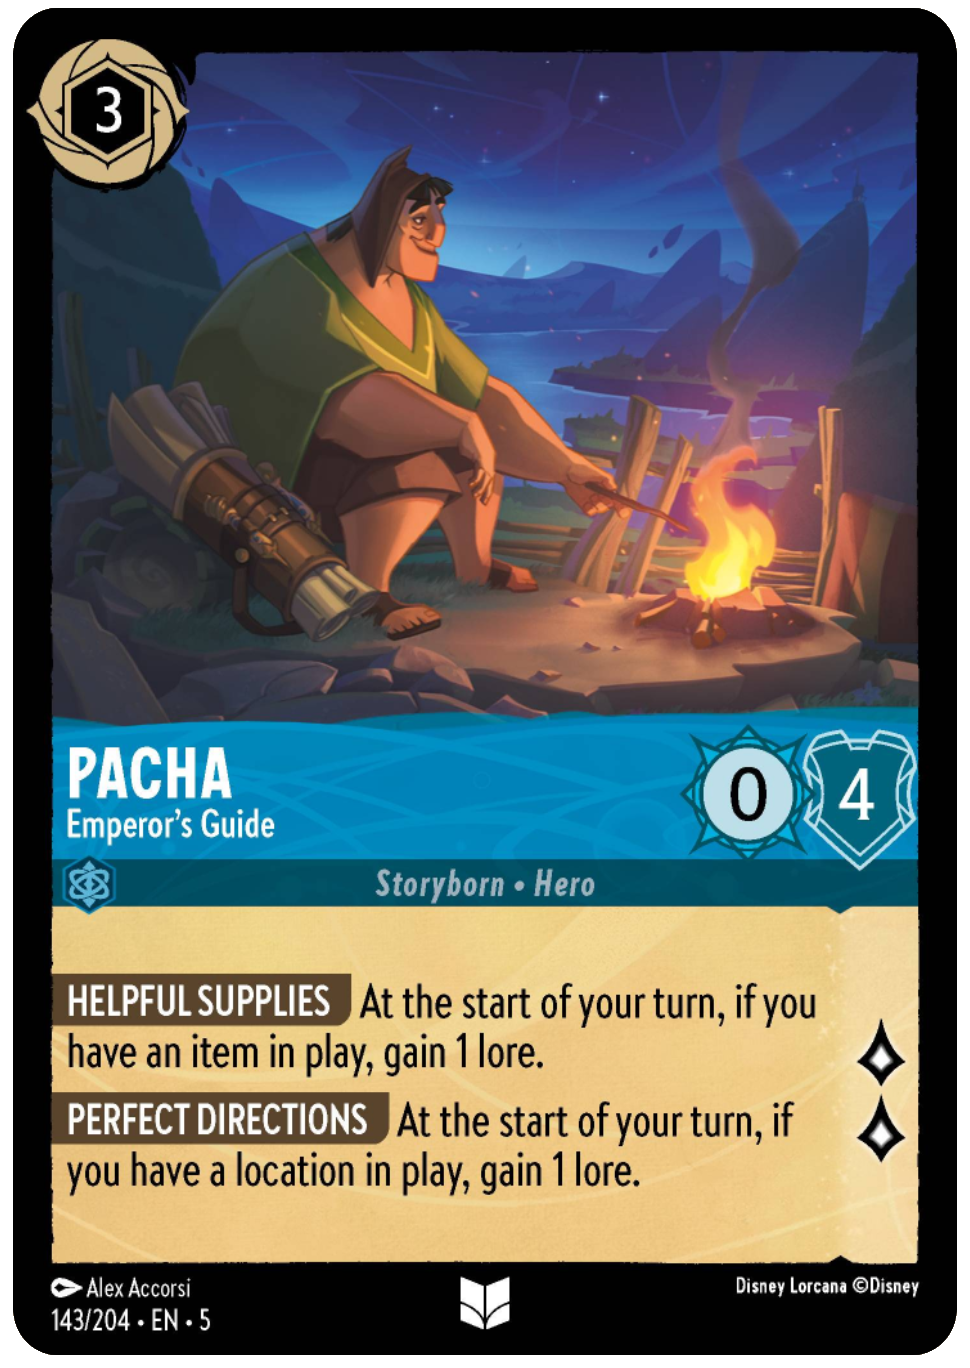 3
PACHA
Emperor's Guide
0
4
Storyborn • Hero
HELPFUL SUPPLIES At the start of your turn, if you
have an item in play, gain 1 lore.
PERFECT DIRECTIONS At the start of your turn, if
you have a location in play, gain 1 lore.
Alex Accorsi
143/204 • EN • 5
Disney Lorcana ©Disney